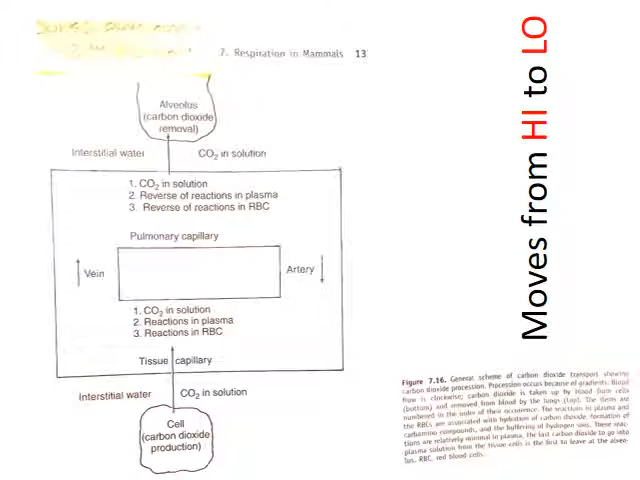 7. Respiration in Mammals 13
Alveolus
(carbon dioxide
removal)
Interstitial water
CO₂ in solution
1. CO₂ in solution
2. Reverse of reactions in plasma
3. Reverse of reactions in RBC
Pulmonary capillary
Vein
Artery
1. CO₂ in solution
2. Reactions in plasma
3. Reactions in RBC
Tissue capillary
Interstitial water
CO₂ in solution
Cell
(carbon dioxide
production)
Moves from HI to LO
Figure 7.16. General scheme of carbon dioxide transport showing
carbon dioxide procession. Procession occurs because of gradients. Blood
flow is clockwise; carbon dioxide is taken up by blood from cells
(bottom) and removed from blood by the lungs (top). The items are
numbered in the order of their occurrence. The reactions in plasma and
the RBCs are associated with hydration of carbon dioxide, formation of
carbamino compounds, and the buffering of hydrogen ions. These reac-
tions are relatively minimal in plasma, the last carbon dioxide to go into
plasma solution from the tissue cells is the first to leave at the alveo-
lus. RBC, red blood cells.